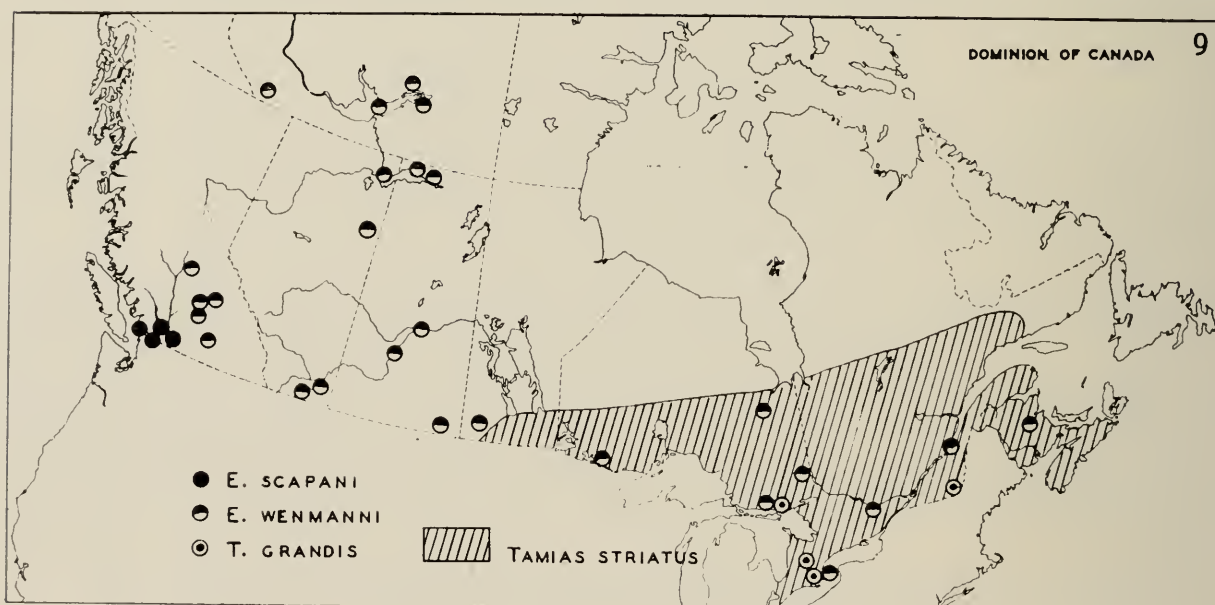 DOMINION OF CANADA 9
E. SCAPANI
E. WENMANNI
T. GRANDIS
TAMIAS STRIATUS